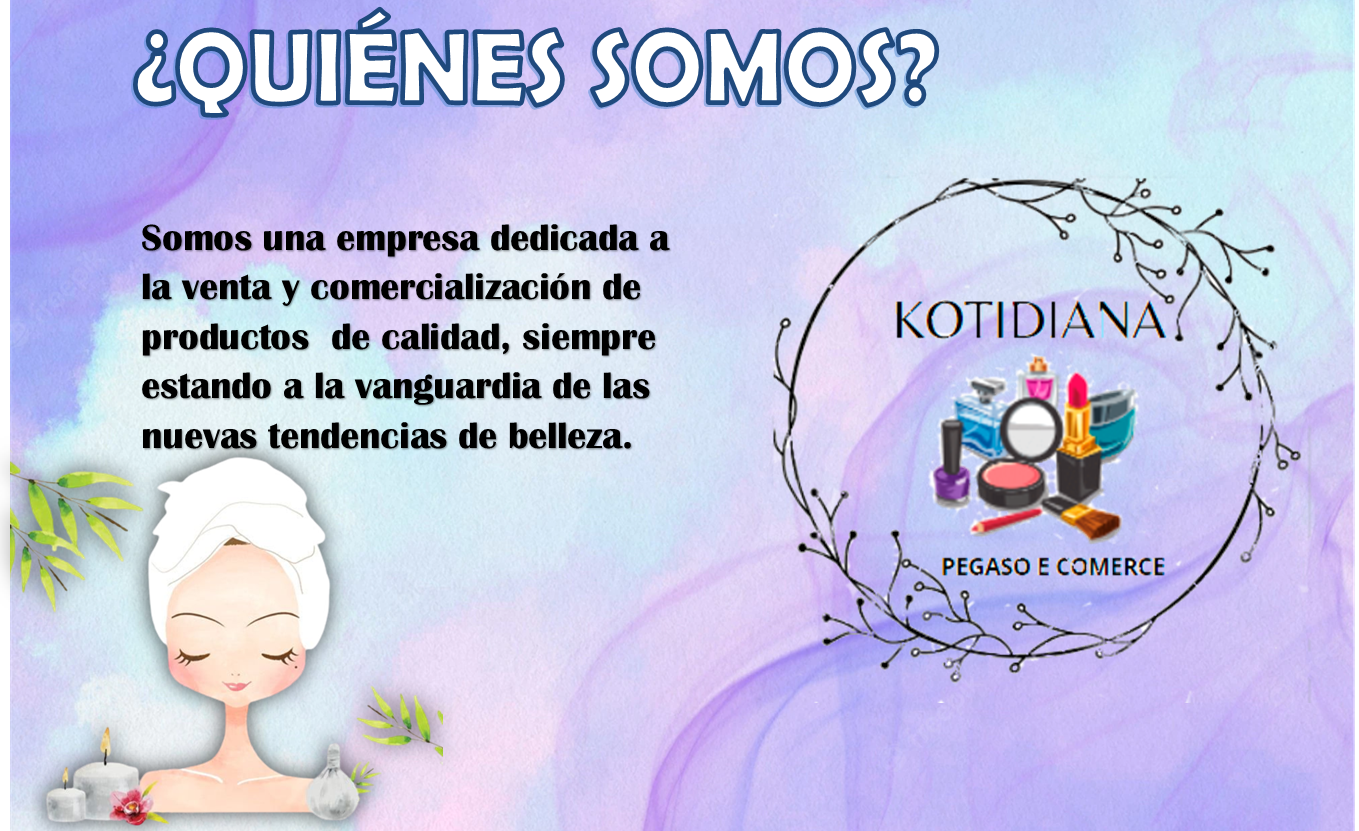 ¿QUIÉNES SOMOS?
Somos una empresa dedicada a
la venta y comercialización de
productos de calidad, siempre
estando a la vanguardia de las
nuevas tendencias de belleza.
KOTIDIANA
PEGASO E COMERCE